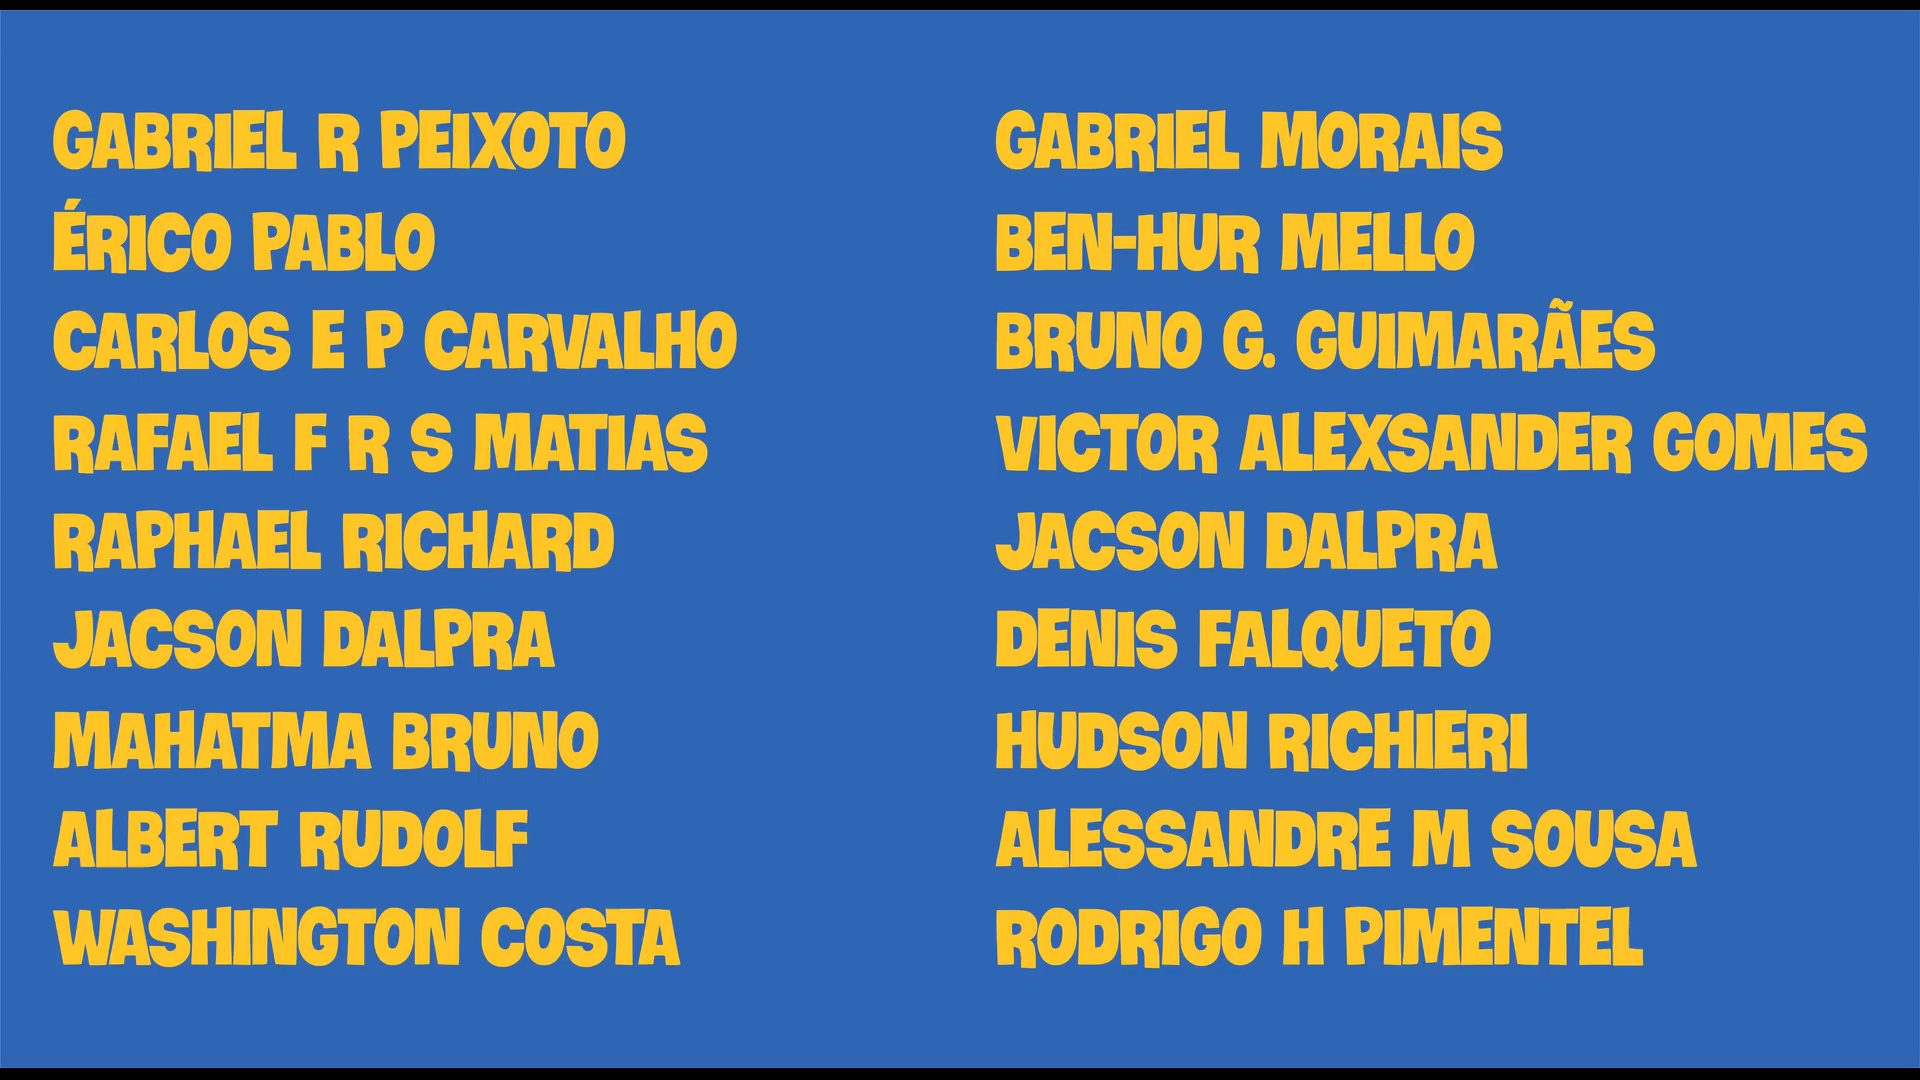 GABRIEL R PEIXOTO
ÉRICO PABLO
CARLOS E P CARVALHO
RAFAEL F R S MATIAS
RAPHAEL RICHARD
JACSON DALPRA
MAHATMA BRUNO
ALBERT RUDOLF
WASHINGTON COSTA
GABRIEL MORAIS
BEN-HUR MELLO
BRUNO G. GUIMARÃES
VICTOR ALEXSANDER GOMES
JACSON DALPRA
DENIS FALQUETO
HUDSON RICHIERI
ALESSANDRE M SOUSA
RODRIGO H PIMENTEL